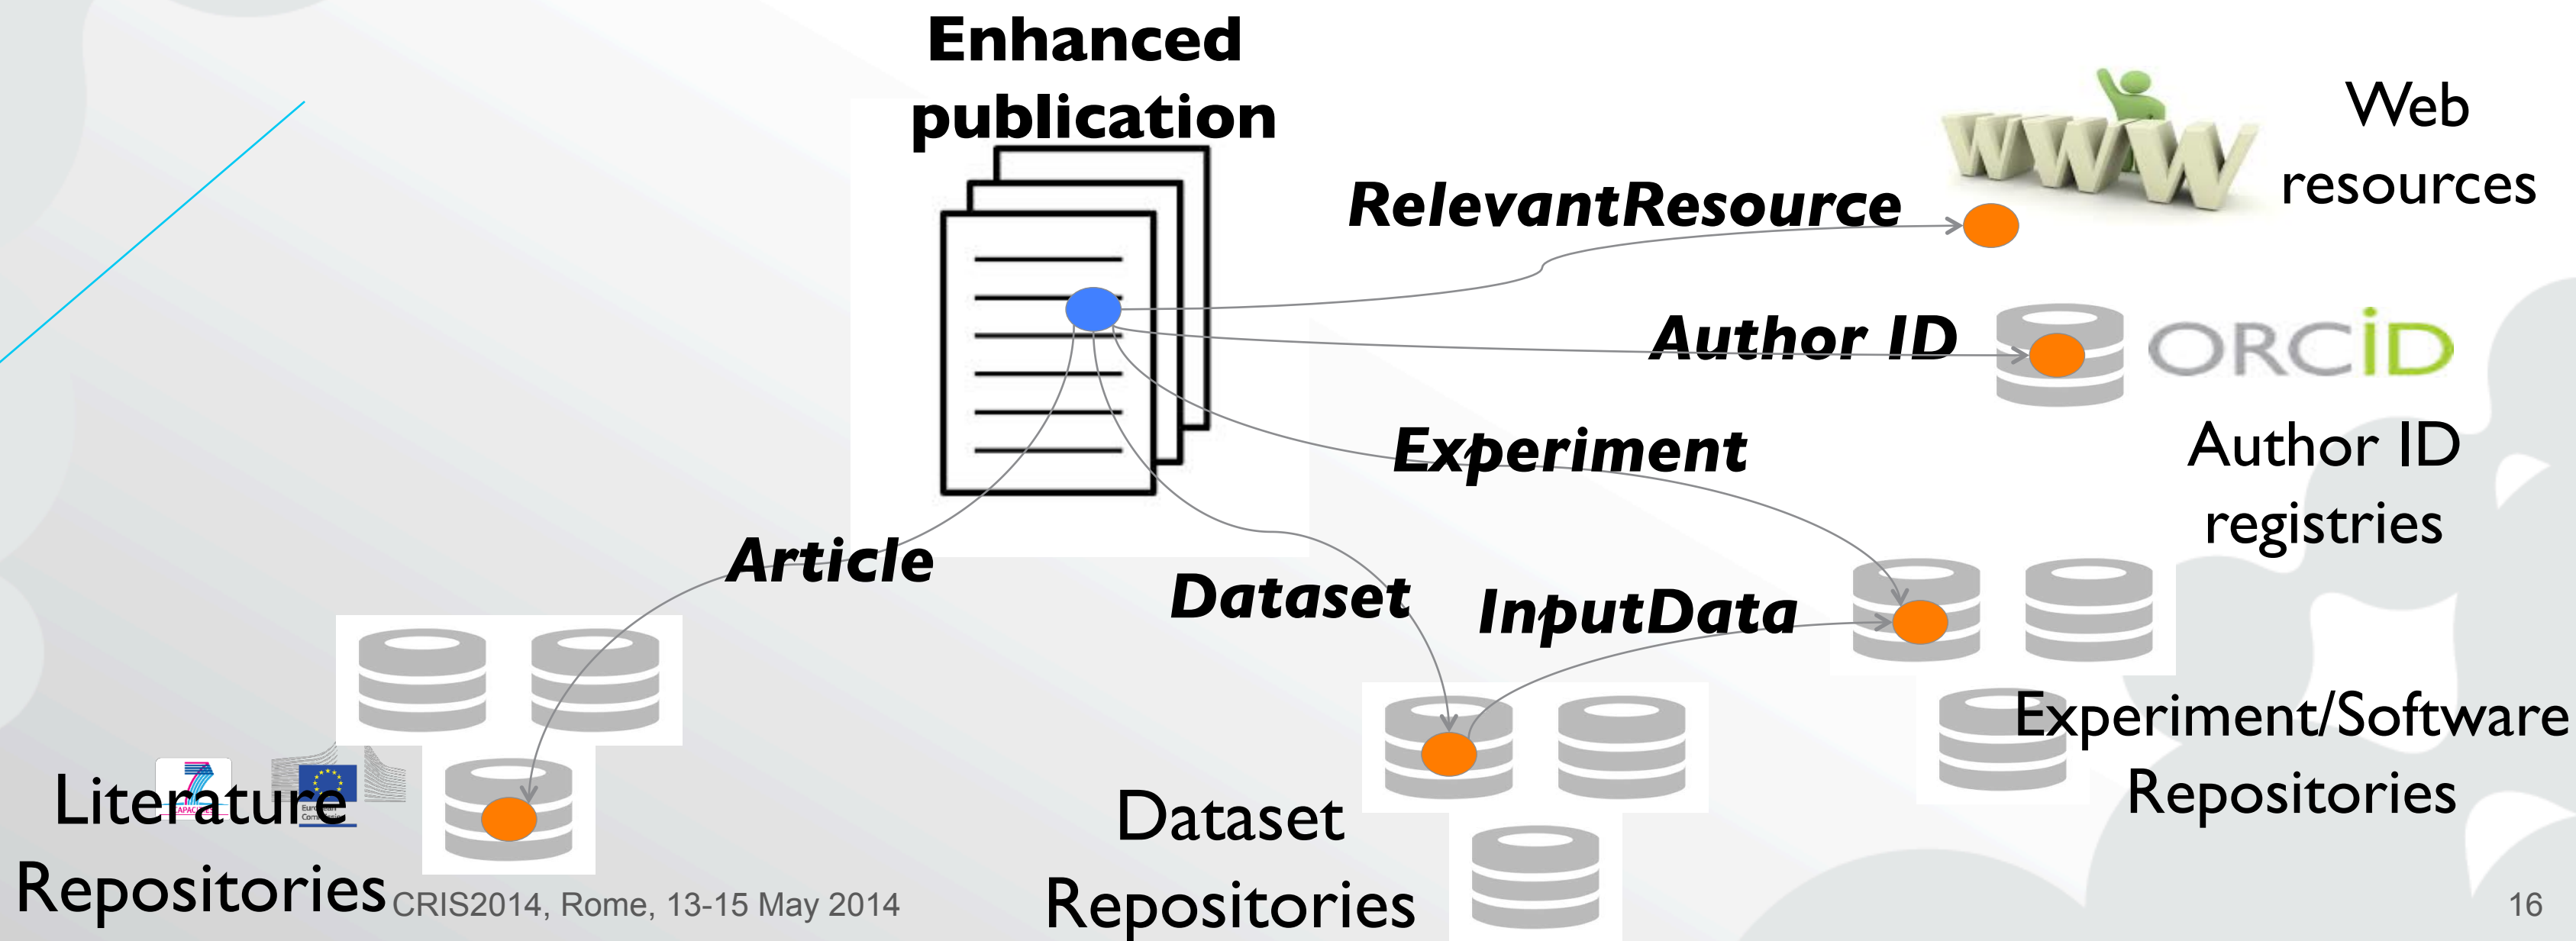 Enhanced
publication
WWW
Web
resources
RelevantResource
Author ID
ORCID
Author ID
registries
Experiment
Article
Dataset
InputData
Experiment/Software
Repositories
Literature
Repositories
Dataset
Repositories
CRIS2014, Rome, 13-15 May 2014
16